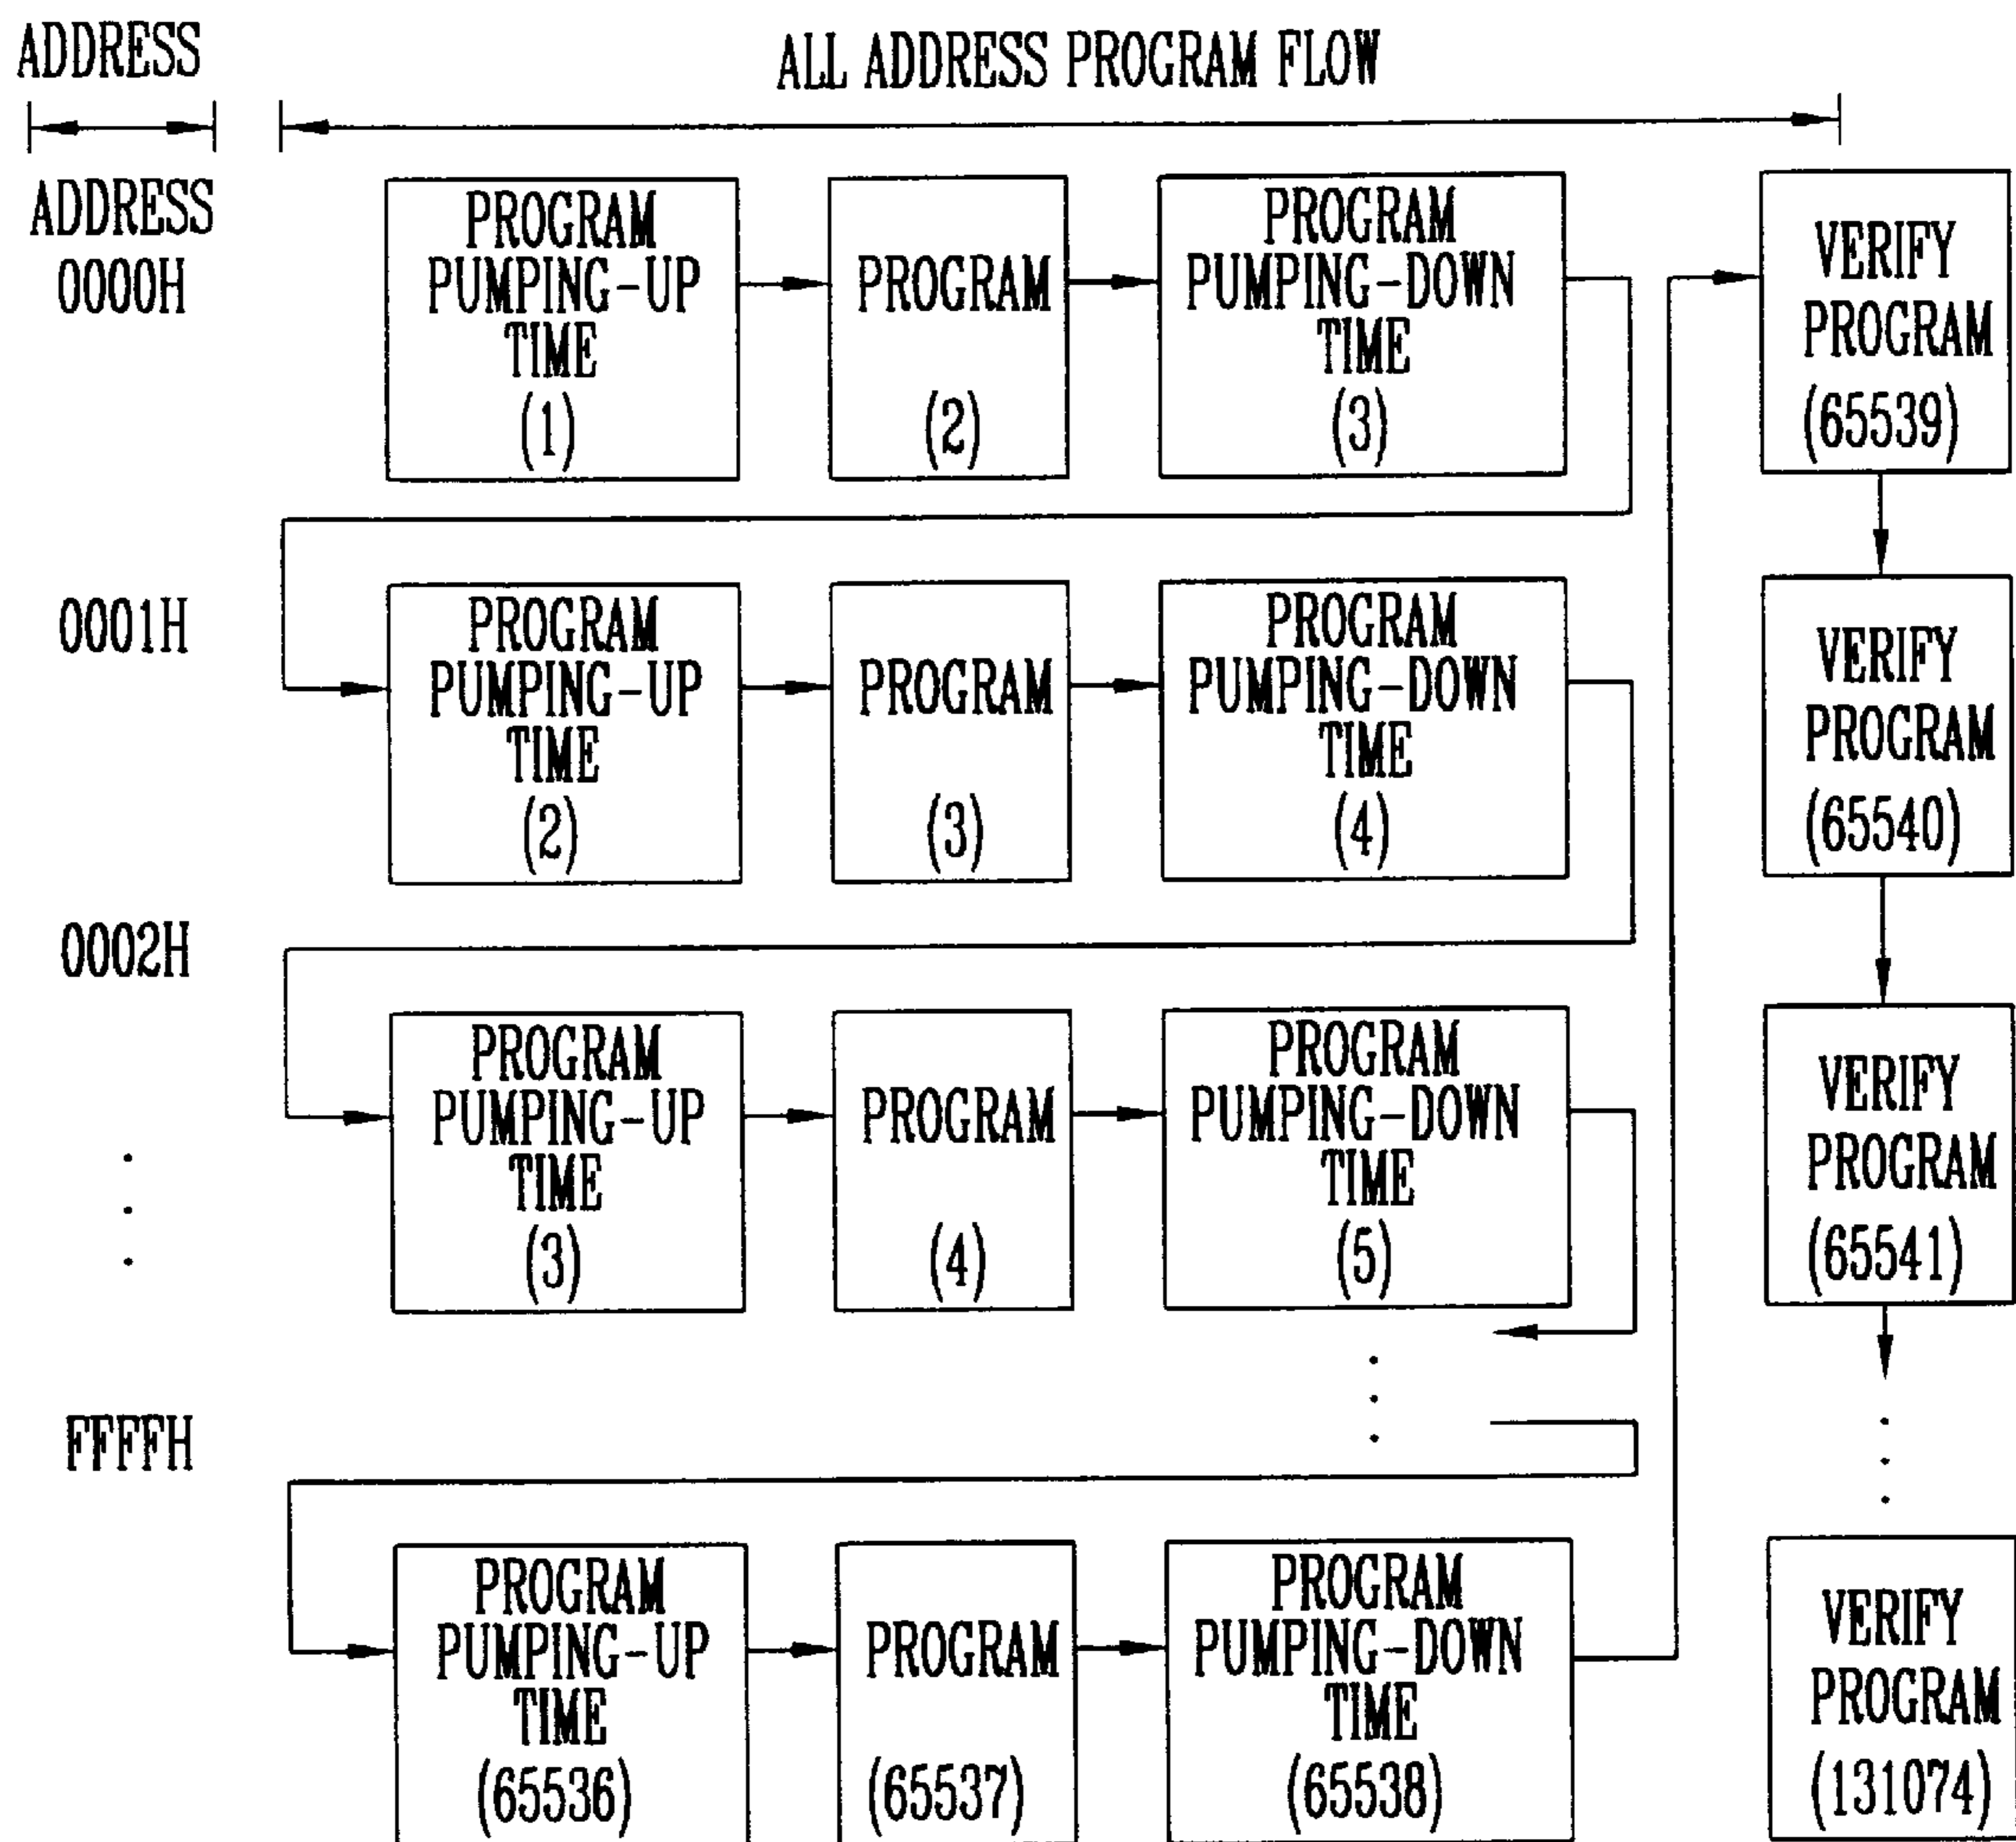 ADDRESS
ALL ADDRESS PROGRAM FLOW
ADDRESS
0000H
PROGRAM
PUMPING-UP
TIME
(1)
PROGRAM
(2)
PROGRAM
PUMPING-DOWN
TIME
(3)
VERIFY
PROGRAM
(65539)
0001H
PROGRAM
PUMPING-UP
TIME
(2)
PROGRAM
(3)
PROGRAM
PUMPING-DOWN
TIME
(4)
VERIFY
PROGRAM
(65540)
0002H
PROGRAM
PUMPING-UP
TIME
(3)
PROGRAM
(4)
PROGRAM
PUMPING-DOWN
TIME
(5)
VERIFY
PROGRAM
(65541)
FFFFH
PROGRAM
PUMPING-UP
TIME
(65536)
PROGRAM
(65537)
PROGRAM
PUMPING-DOWN
TIME
(65538)
VERIFY
PROGRAM
(131074)